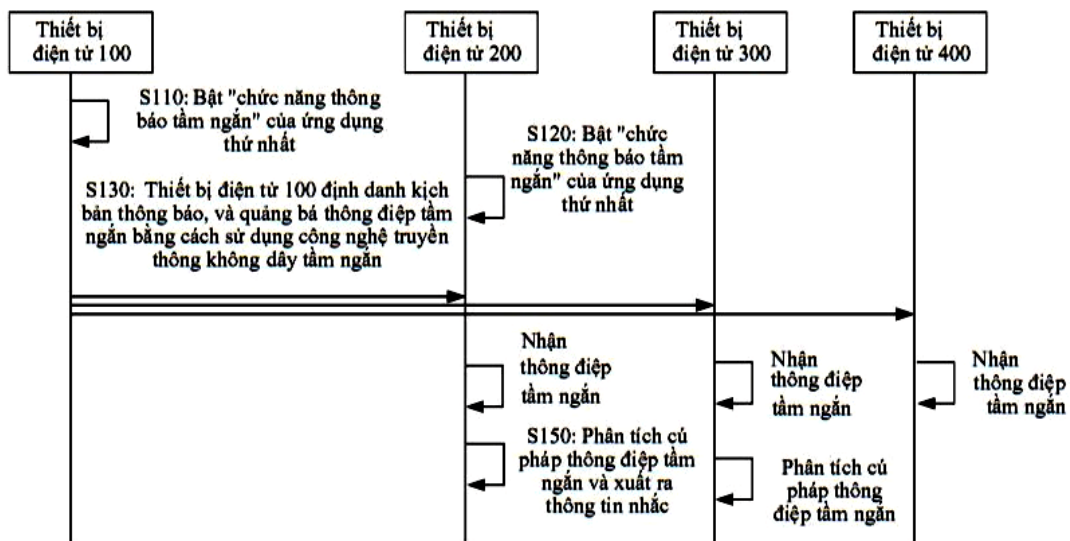 Thiết bị
điện tử 100
Thiết bị
điện tử 200
Thiết bị
điện tử 300
Thiết bị
điện tử 400
S110: Bật "chức năng thông
báo tầm ngắn" của ứng dụng
thứ nhất
S120: Bật "chức
năng thông báo tầm
ngắn" của ứng dụng
thứ nhất
S130: Thiết bị điện tử 100 định danh kịch
bản thông báo, và quảng bá thông điệp tầm
ngắn bằng cách sử dụng công nghệ truyền
thông không dây tầm ngắn
Nhận
thông điệp
tầm ngắn
Nhận
thông điệp
tầm ngắn
Nhận
thông điệp
tầm ngắn
S150: Phân tích cú
pháp thông điệp tầm
ngắn và xuất ra
thông tin nhắc
Phân tích cú
pháp thông
điệp tầm ngắn